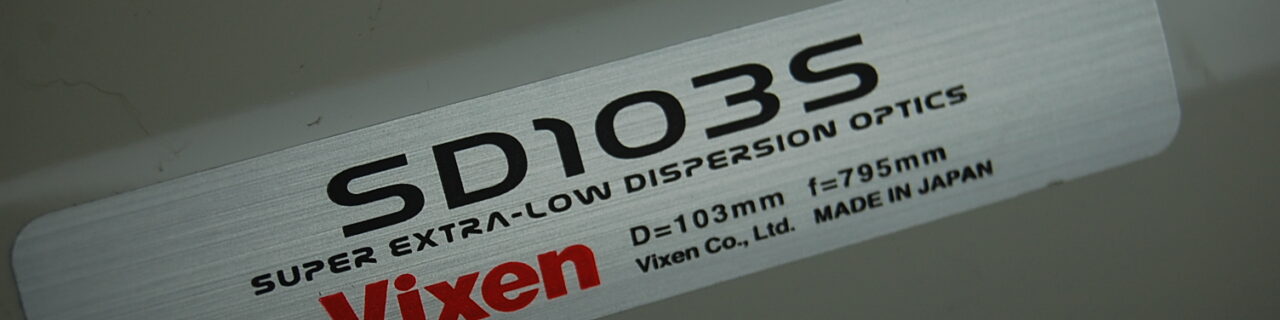 SD103S
SUPER EXTRA-LOW DISPERSION OPTICS
Vixen
D=103mm f=795mm
Vixen Co., Ltd. MADE IN JAPAN